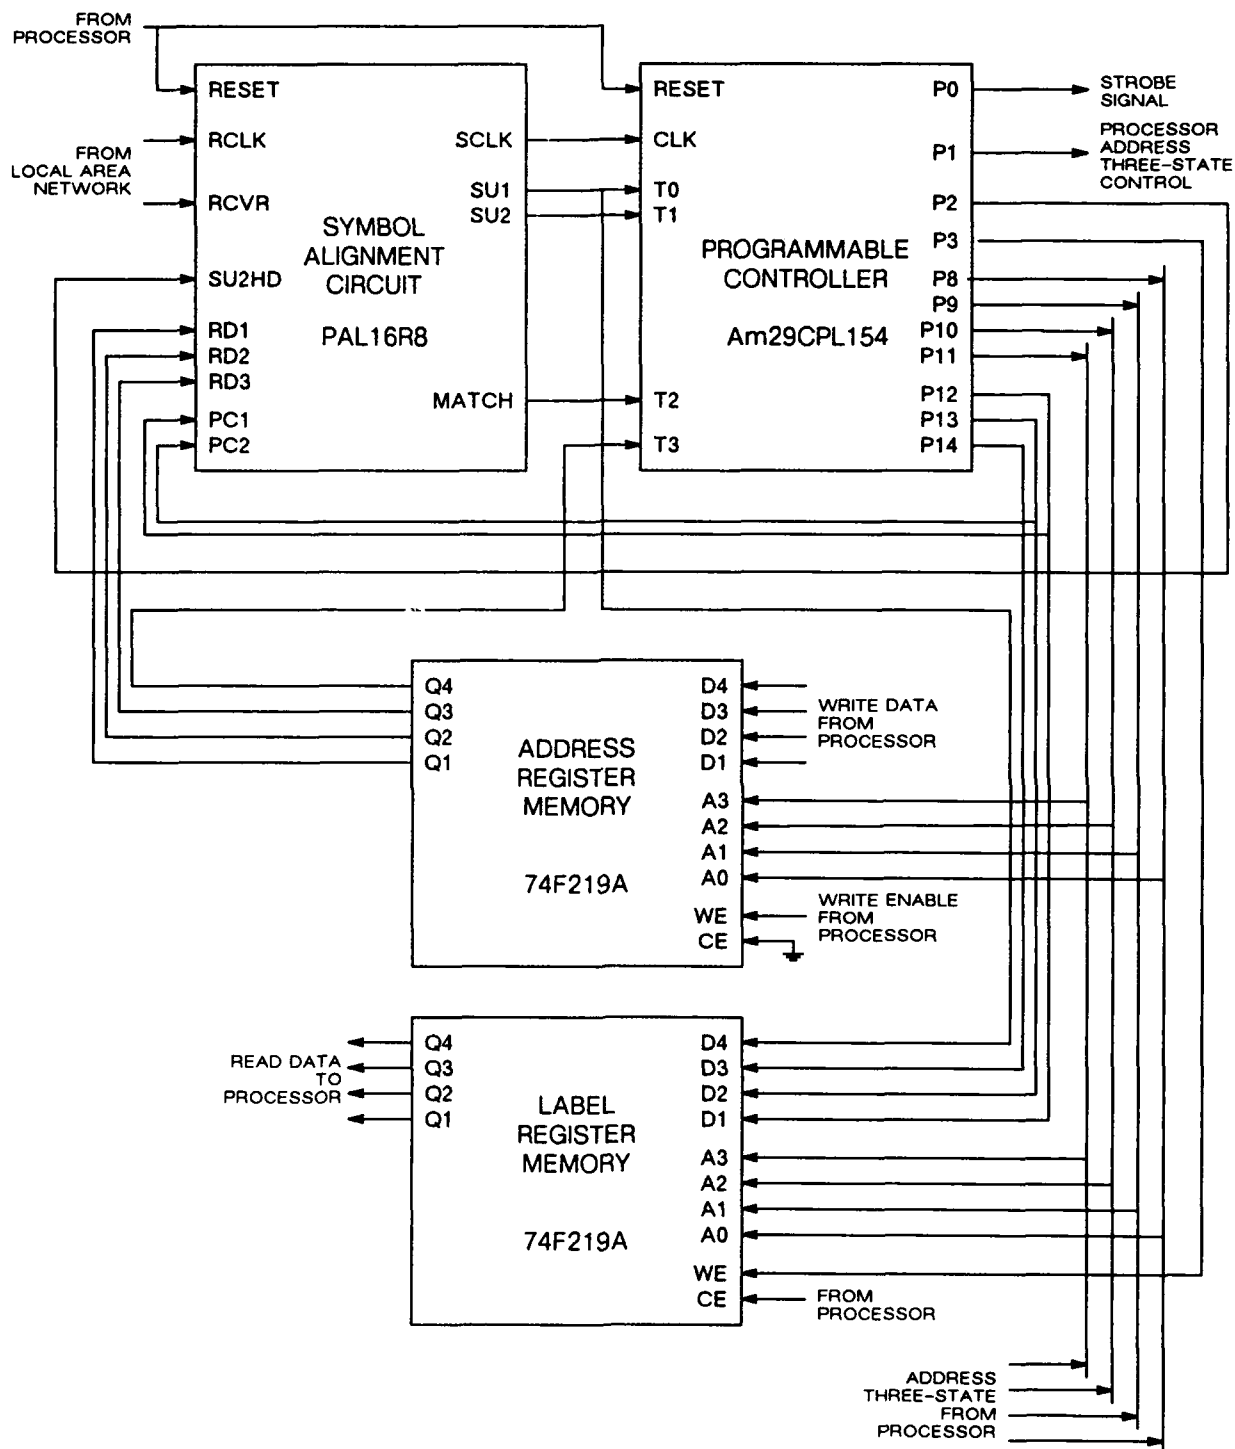 FROM
PROCESSOR
RESET
RCLK
FROM
LOCAL AREA
NETWORK
RCVR
SU2HD
RD1
RD2
RD3
PC1
PC2
SCLK
SU1
SU2
MATCH
SYMBOL
ALIGNMENT
CIRCUIT
PAL16R8
RESET
CLK
T0
T1
T2
T3
PROGRAMMABLE
CONTROLLER
Am29CPL154
P0
P1
P2
P3
P8
P9
P10
P11
P12
P13
P14
STROBE
SIGNAL
PROCESSOR
ADDRESS
THREE-STATE
CONTROL
Q4
Q3
Q2
Q1
ADDRESS
REGISTER
MEMORY
74F219A
D4
D3
D2
D1
A3
A2
A1
A0
WE
CE
WRITE DATA
FROM
PROCESSOR
WRITE ENABLE
FROM
PROCESSOR
READ DATA
TO
PROCESSOR
Q4
Q3
Q2
Q1
LABEL
REGISTER
MEMORY
74F219A
D4
D3
D2
D1
A3
A2
A1
A0
WE
CE
FROM
PROCESSOR
ADDRESS
THREE-STATE
FROM
PROCESSOR